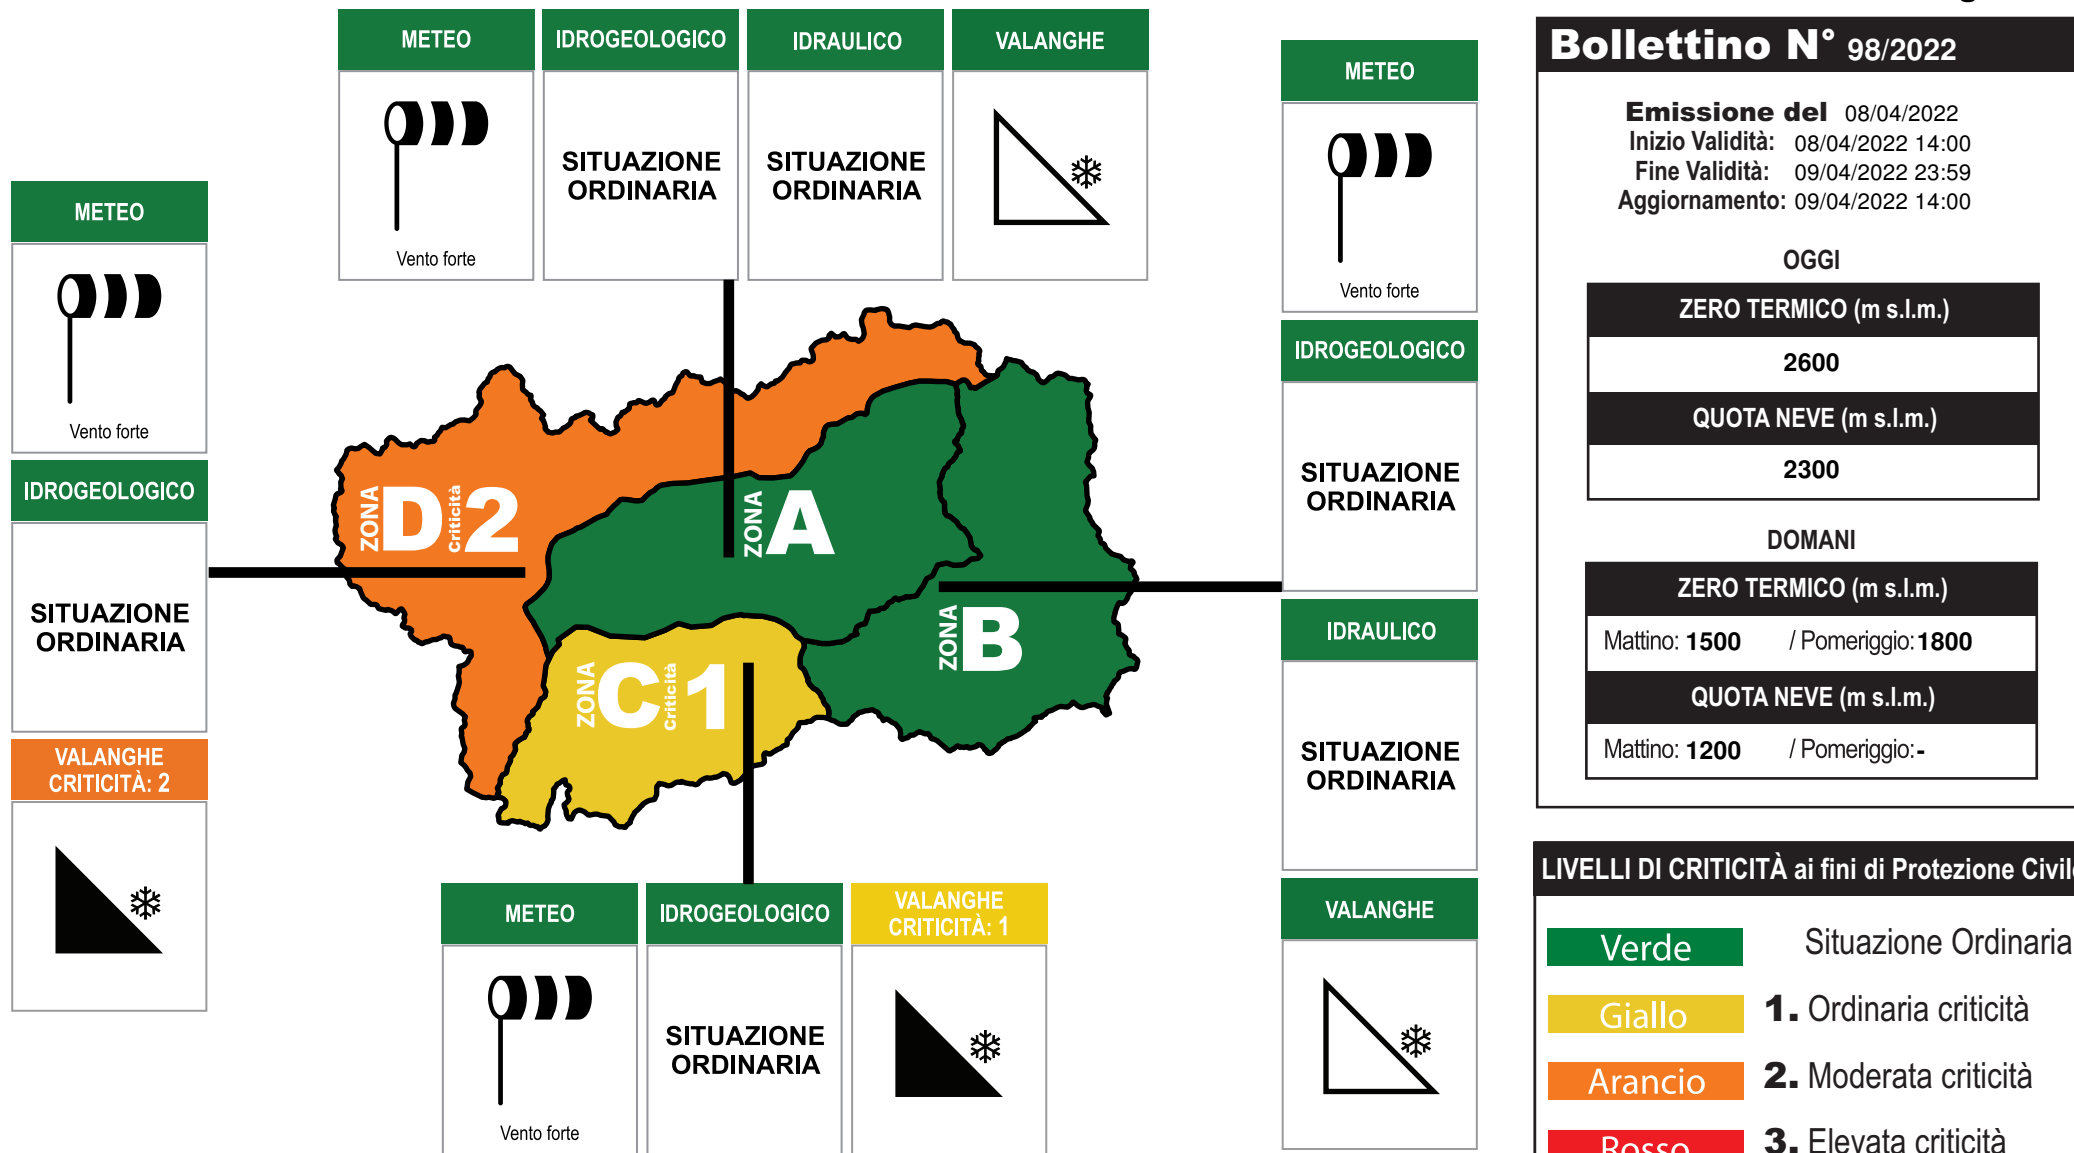 METEO
IDROGEOLOGICO
IDRAULICO
VALANGHE
Vento forte
SITUAZIONE
ORDINARIA
SITUAZIONE
ORDINARIA
METEO
Vento forte
IDROGEOLOGICO
SITUAZIONE
ORDINARIA
VALANGHE
CRITICITÀ: 2
ZONA D Criticità 2
ZONA A
ZONA B
ZONA C Criticità 1
METEO
Vento forte
IDROGEOLOGICO
SITUAZIONE
ORDINARIA
IDRAULICO
SITUAZIONE
ORDINARIA
VALANGHE
METEO
IDROGEOLOGICO
VALANGHE
CRITICITÀ: 1
Vento forte
SITUAZIONE
ORDINARIA
Bollettino N° 98/2022
Emissione del 08/04/2022
Inizio Validità: 08/04/2022 14:00
Fine Validità: 09/04/2022 23:59
Aggiornamento: 09/04/2022 14:00
OGGI
ZERO TERMICO (m s.l.m.)
2600
QUOTA NEVE (m s.l.m.)
2300
DOMANI
ZERO TERMICO (m s.l.m.)
Mattino: 1500 / Pomeriggio: 1800
QUOTA NEVE (m s.l.m.)
Mattino: 1200 / Pomeriggio: -
LIVELLI DI CRITICITÀ ai fini di Protezione Civile
Verde Situazione Ordinaria
Giallo 1. Ordinaria criticità
Arancio 2. Moderata criticità
Rosso 3. Elevata criticità